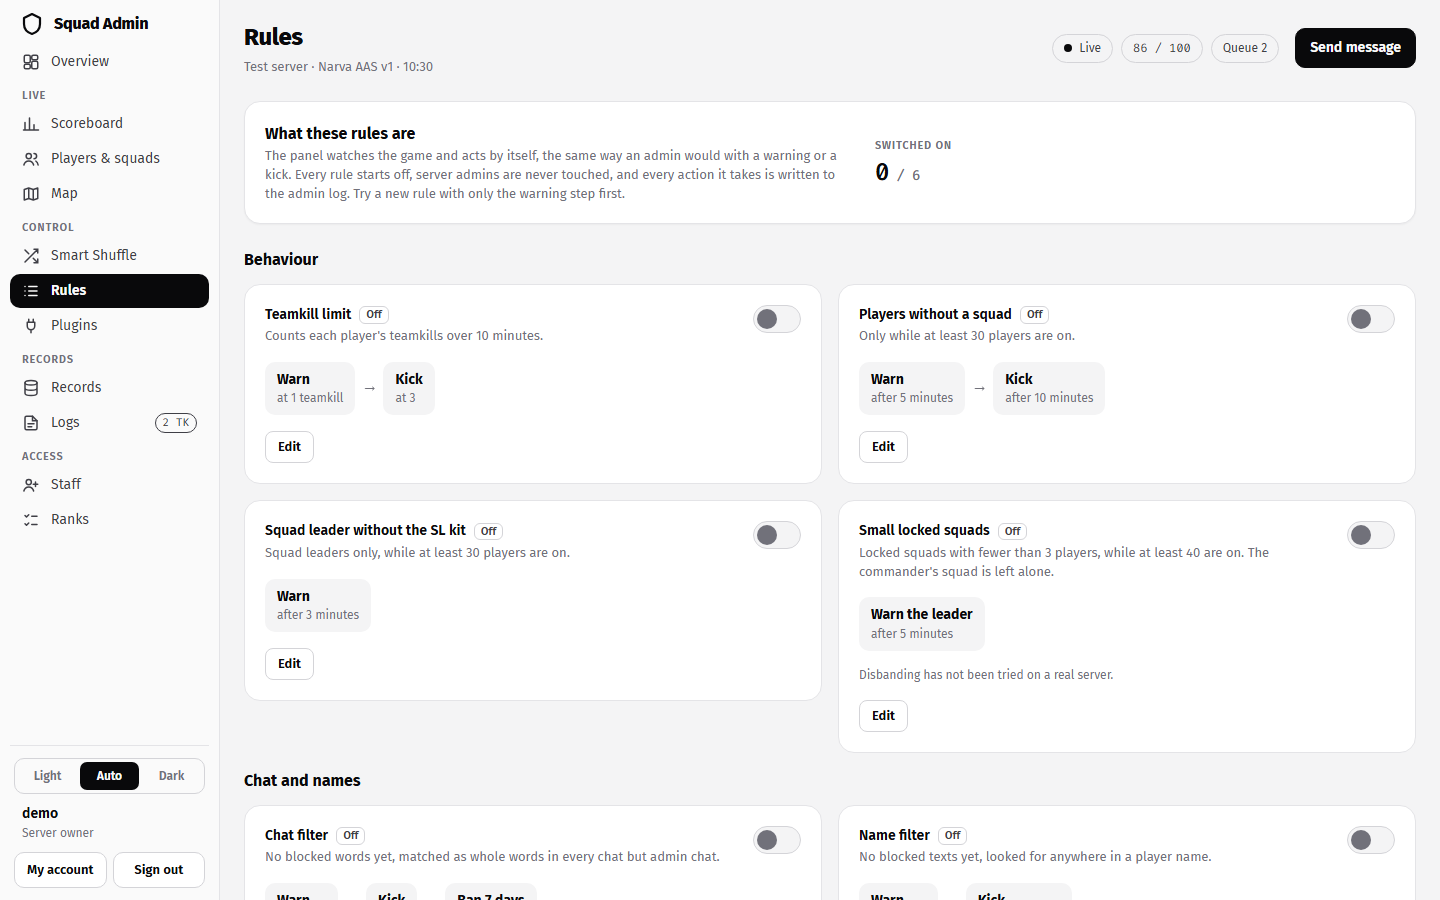 Squad Admin
Overview
LIVE
Scoreboard
Players & squads
Map
CONTROL
Smart Shuffle
Rules
Plugins
RECORDS
Records
Logs
2 TK
ACCESS
Staff
Ranks
Light
Auto
Dark
demo
Server owner
My account
Sign out
Rules
Test server · Narva AAS v1 · 10:30
Live
86 / 100
Queue 2
Send message
What these rules are
The panel watches the game and acts by itself, the same way an admin would with a warning or a
kick. Every rule starts off, server admins are never touched, and every action it takes is written to
the admin log. Try a new rule with only the warning step first.
SWITCHED ON
0 / 6
Behaviour
Teamkill limit
Off
Counts each player's teamkills over 10 minutes.
Warn
at 1 teamkill
→
Kick
at 3
Edit
Players without a squad
Off
Only while at least 30 players are on.
Warn
after 5 minutes
→
Kick
after 10 minutes
Edit
Squad leader without the SL kit
Off
Squad leaders only, while at least 30 players are on.
Warn
after 3 minutes
Edit
Small locked squads
Off
Locked squads with fewer than 3 players, while at least 40 are on. The
commander's squad is left alone.
Warn the leader
after 5 minutes
Disbanding has not been tried on a real server.
Edit
Chat and names
Chat filter
Off
No blocked words yet, matched as whole words in every chat but admin chat.
Warn
Kick
Ban 7 days
Name filter
Off
No blocked texts yet, looked for anywhere in a player name.
Warn
Kick